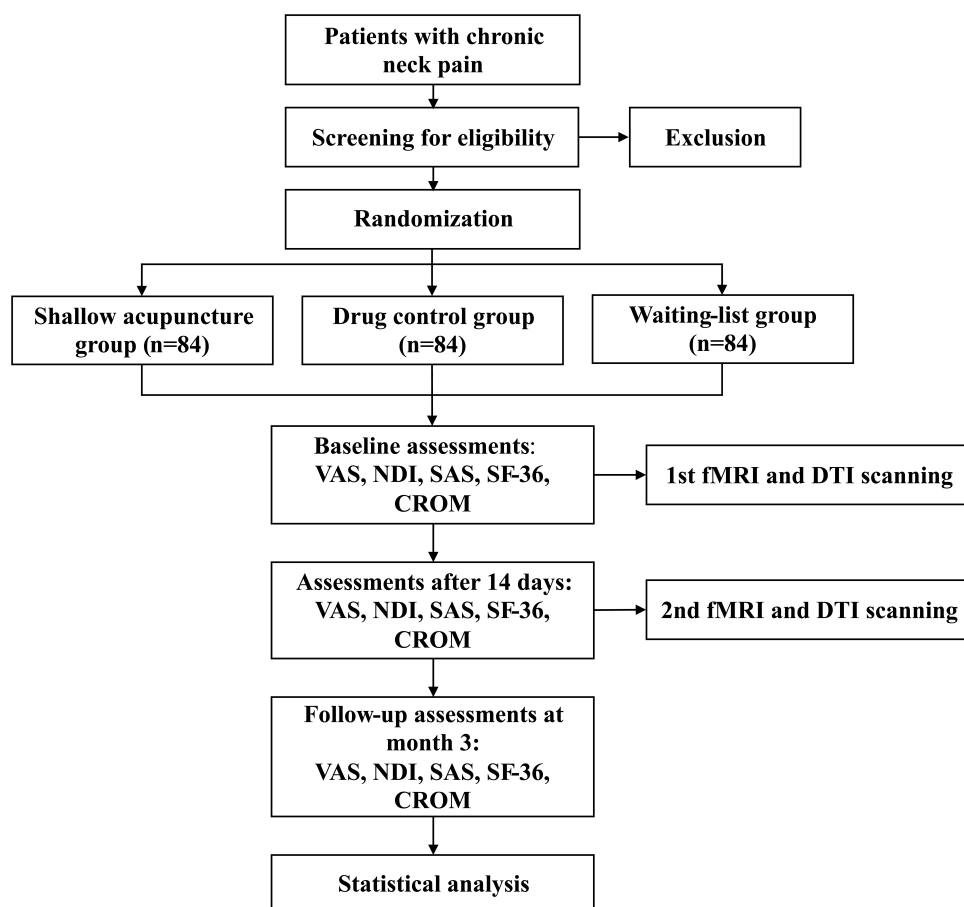 Patients with chronic
neck pain
Screening for eligibility
Exclusion
Randomization
Shallow acupuncture
group (n=84)
Drug control group
(n=84)
Waiting-list group
(n=84)
Baseline assessments:
VAS, NDI, SAS, SF-36,
CROM
1st fMRI and DTI scanning
Assessments after 14 days:
VAS, NDI, SAS, SF-36,
CROM
2nd fMRI and DTI scanning
Follow-up assessments at
month 3:
VAS, NDI, SAS, SF-36,
CROM
Statistical analysis